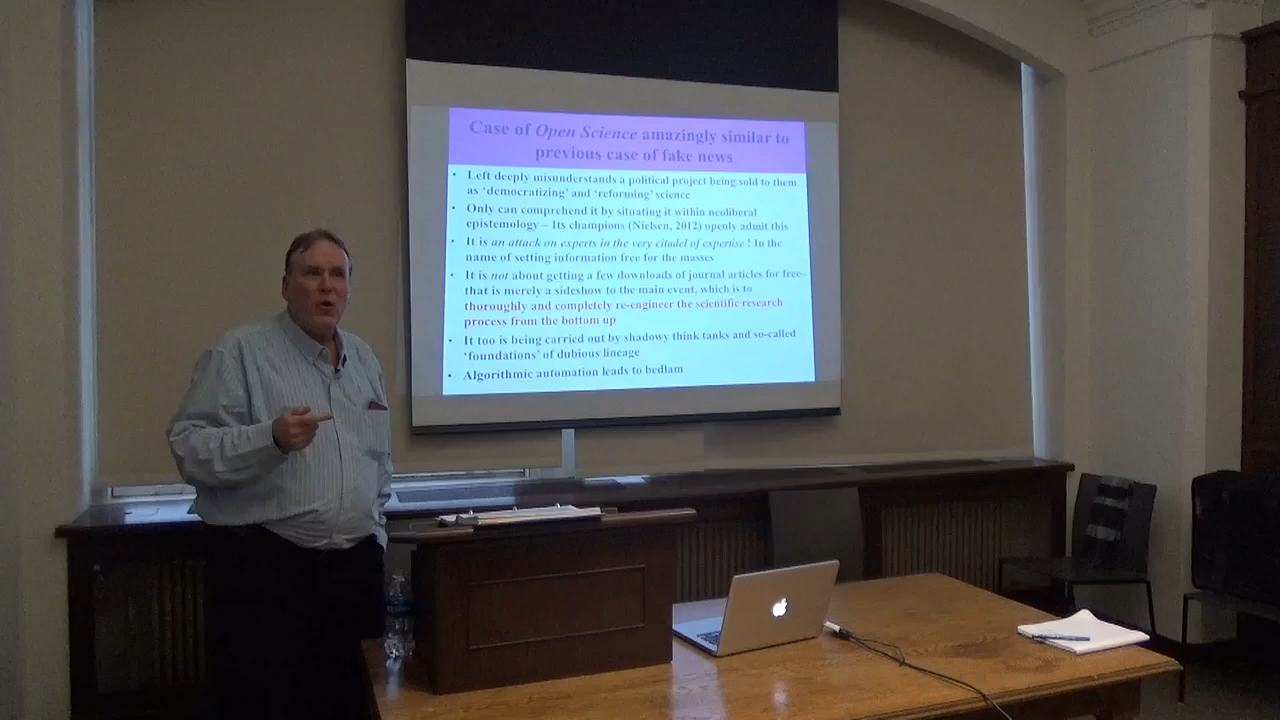 Case of Open Science amazingly similar to
previous case of fake news
• Left deeply misunderstands a political project being sold to them
as ‘democratizing’ and ‘reforming’ science
• Only can comprehend it by situating it within neoliberal
epistemology – Its champions (Nielsen, 2012) openly admit this
• It is an attack on experts in the very citadel of expertise ! In the
name of setting information free for the masses
• It is not about getting a few downloads of journal articles for free–
that is merely a sideshow to the main event, which is to
thoroughly and completely re-engineer the scientific research
process from the bottom up
• It too is being carried out by shadowy think tanks and so-called
‘foundations’ of dubious lineage
• Algorithmic automation leads to bedlam